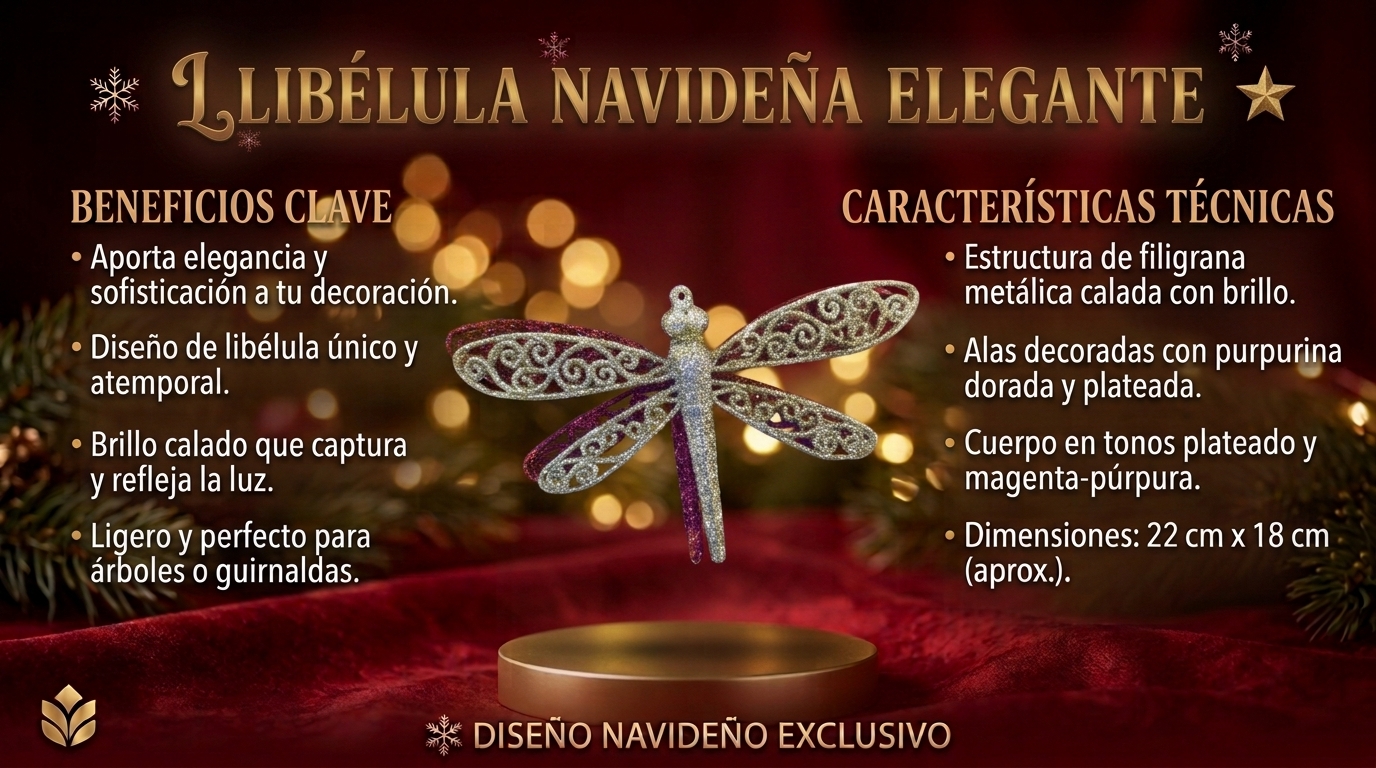 LLIBÉLULA NAVIDEÑA ELEGANTE
BENEFICIOS CLAVE
• Aporta elegancia y
sofisticación a tu decoración.
• Diseño de libélula único y
atemporal.
• Brillo calado que captura
y refleja la luz.
• Ligero y perfecto para
árboles o guirnaldas.
CARACTERÍSTICAS TÉCNICAS
• Estructura de filigrana
metálica calada con brillo.
• Alas decoradas con purpurina
dorada y plateada.
• Cuerpo en tonos plateado y
magenta-púrpura.
• Dimensiones: 22 cm x 18 cm
(aprox.).
DISEÑO NAVIDEÑO EXCLUSIVO